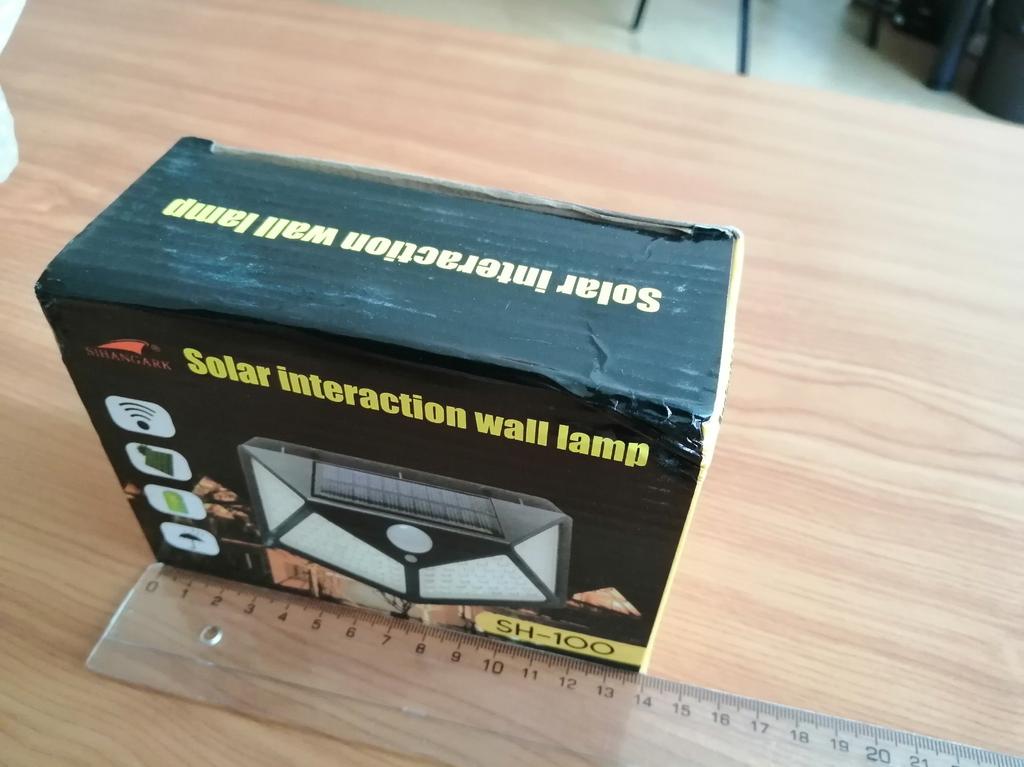 Solar interaction wall lamp
SIHANGARK®
Solar interaction wall lamp
SH-100
0 1 2 3 4 5 6 7 8 9 10 11 12 13 14 15 16 17 18 19 20 21